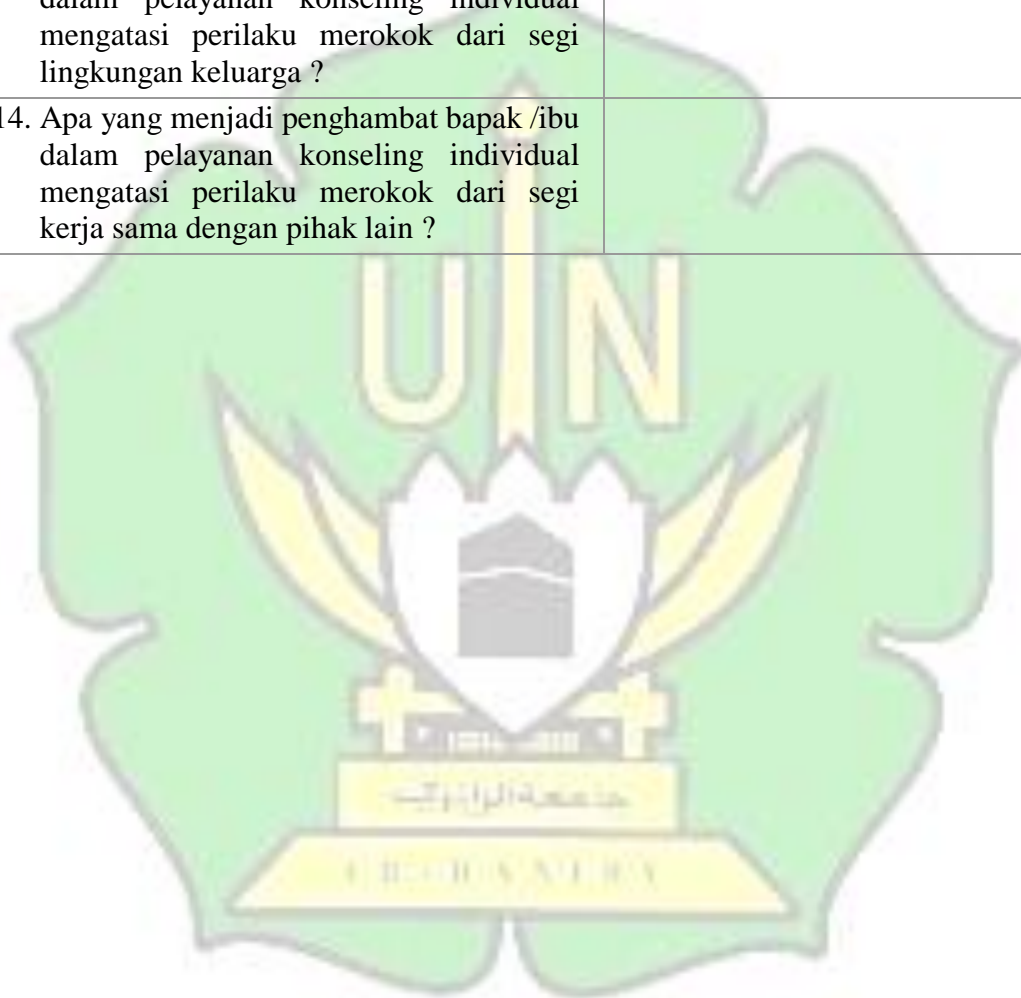 dalam pelayanan konseling individual
mengatasi perilaku merokok dari segi
lingkungan keluarga ?
14. Apa yang menjadi penghambat bapak /ibu
dalam pelayanan konseling individual
mengatasi perilaku merokok dari segi
kerja sama dengan pihak lain ?
UIN